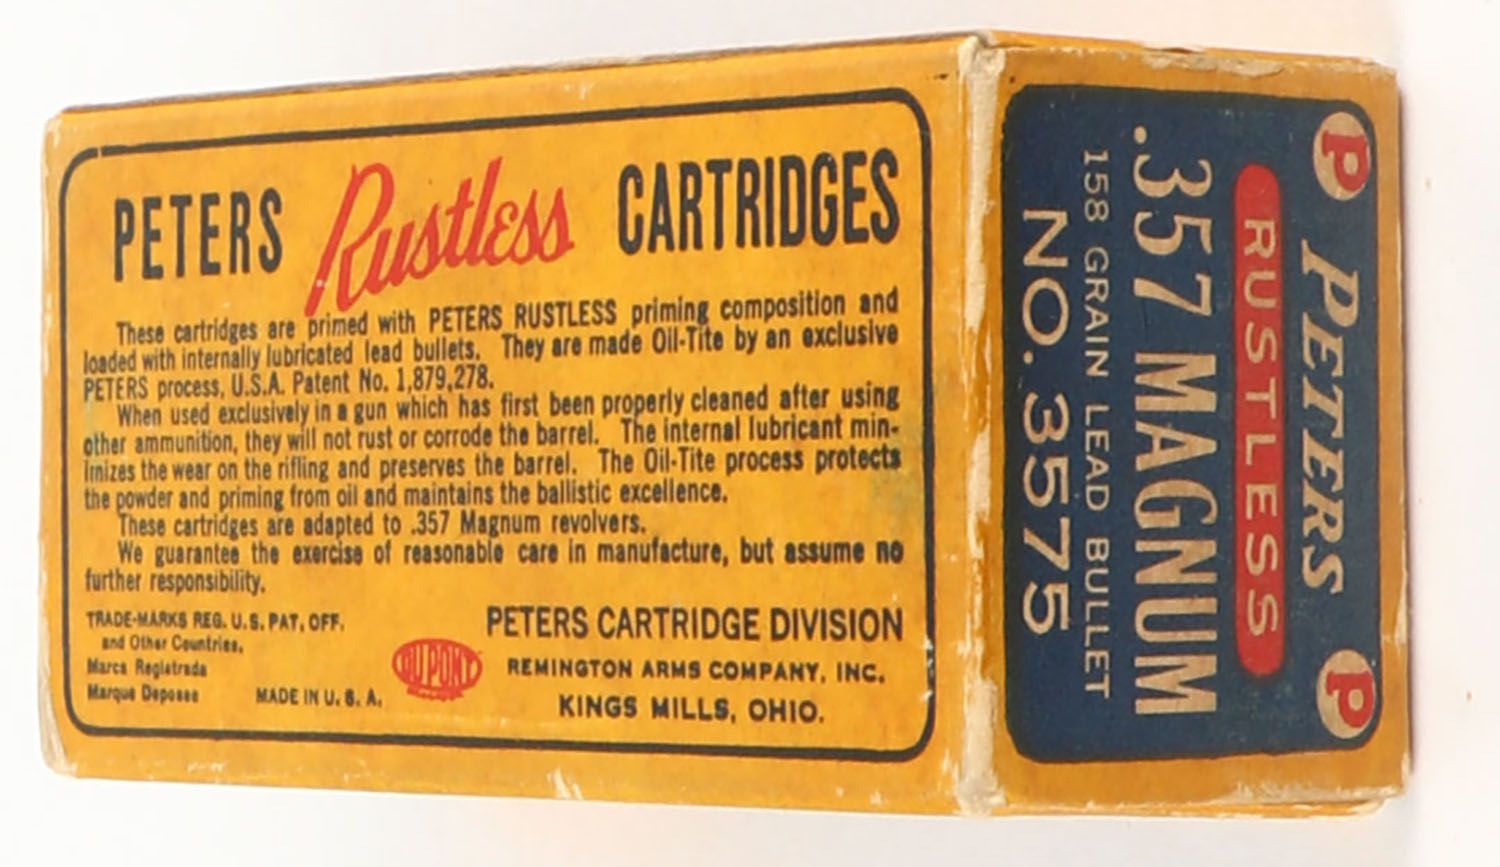 PETERS Rustless CARTRIDGES
These cartridges are primed with PETERS RUSTLESS priming composition and
loaded with internally lubricated lead bullets. They are made Oil-Tite by an exclusive
PETERS process, U.S.A. Patent No. 1,879,278.
When used exclusively in a gun which has first been properly cleaned after using
other ammunition, they will not rust or corrode the barrel. The internal lubricant min-
imizes the wear on the rifling and preserves the barrel. The Oil-Tite process protects
the powder and priming from oil and maintains the ballistic excellence.
These cartridges are adapted to .357 Magnum revolvers.
We guarantee the exercise of reasonable care in manufacture, but assume no
further responsibility.
TRADE-MARKS REG. U.S. PAT. OFF.
and Other Countries.
Marca Registrada
Marque Deposee
MADE IN U.S.A.
DU PONT
PETERS CARTRIDGE DIVISION
REMINGTON ARMS COMPANY, INC.
KINGS MILLS, OHIO.
P PETERS P
RUSTLESS
.357 MAGNUM
158 GRAIN LEAD BULLET
NO. 3575